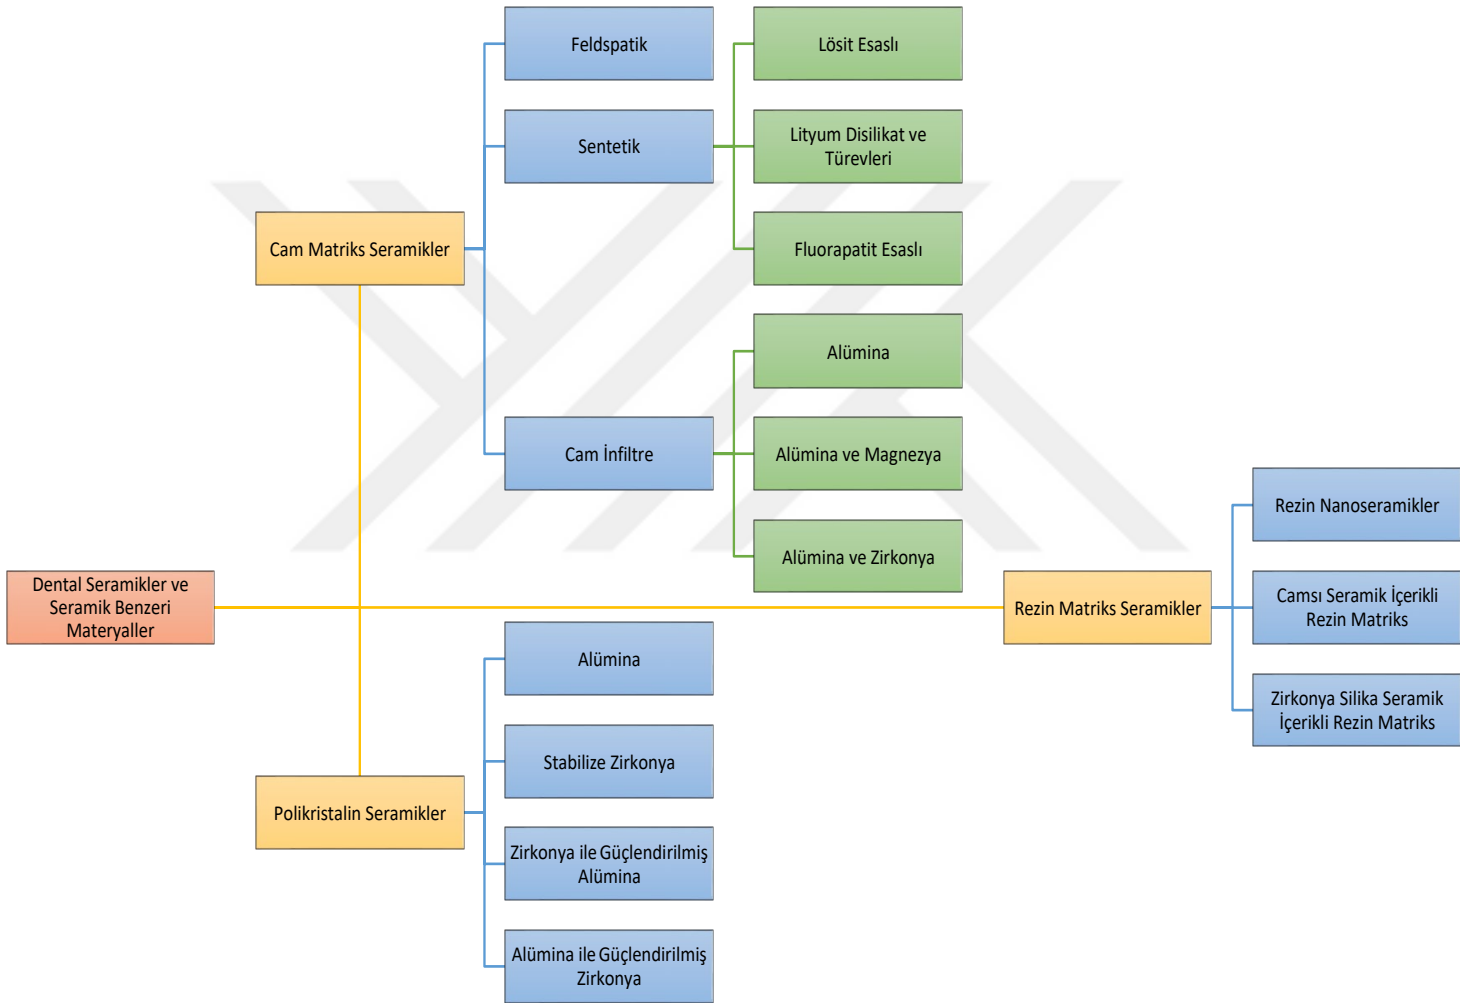 Dental Seramikler ve
Seramik Benzeri
Materyaller
Cam Matriks Seramikler
Feldspatik
Sentetik
Lösit Esaslı
Lityum Disilikat ve
Türevleri
Fluorapatit Esaslı
Cam İnfiltre
Alümina
Alümina ve Magnezya
Alümina ve Zirkonya
Polikristalin Seramikler
Alümina
Stabilize Zirkonya
Zirkonya ile Güçlendirilmiş
Alümina
Alümina ile Güçlendirilmiş
Zirkonya
Rezin Matriks Seramikler
Rezin Nanoseramikler
Camsı Seramik İçerikli
Rezin Matriks
Zirkonya Silika Seramik
İçerikli Rezin Matriks